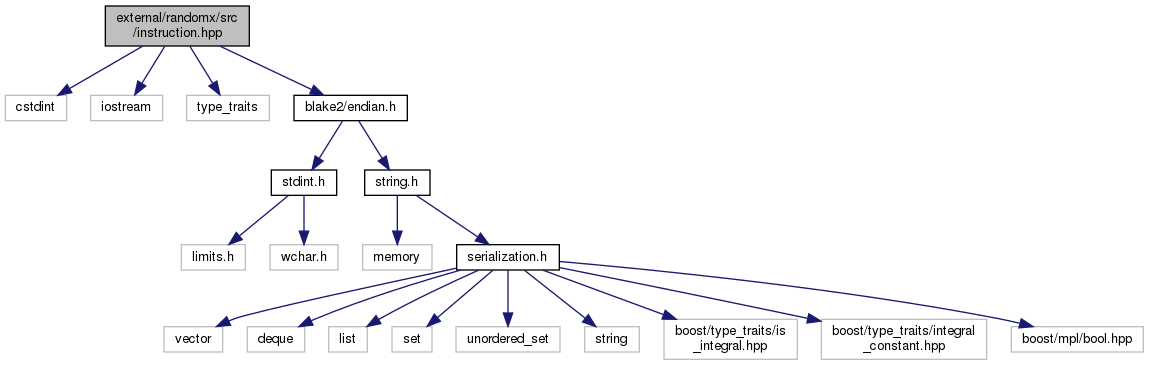 external/randomx/src
/instruction.hpp
cstdint
iostream
type_traits
blake2/endian.h
stdint.h
string.h
limits.h
wchar.h
memory
serialization.h
vector
deque
list
set
unordered_set
string
boost/type_traits/is
_integral.hpp
boost/type_traits/integral
_constant.hpp
boost/mpl/bool.hpp